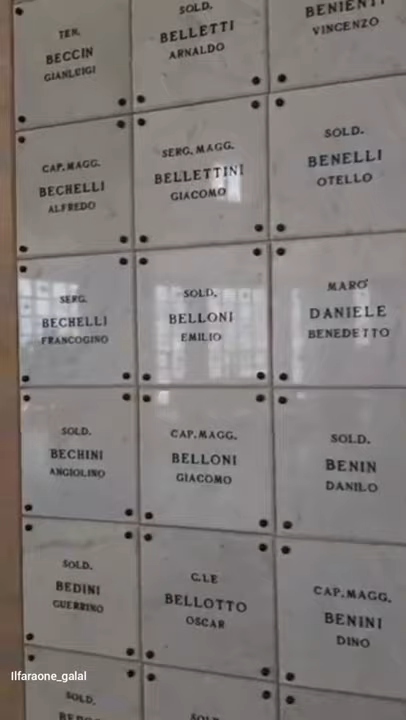 TEN.
BECCIN
GIANLUIGI
SOLD.
BELLETTI
ARNALDO
BENIENTI
VINCENZO
CAP. MAGG.
BECHELLI
ALFREDO
SERG. MAGG.
BELLETTINI
GIACOMO
SOLD.
BENELLI
OTELLO
SERG.
BECHELLI
FRANCOGINO
SOLD.
BELLONI
EMILIO
MARO'
DANIELE
BENEDETTO
SOLD.
BECHINI
ANGIOLINO
CAP. MAGG.
BELLONI
GIACOMO
SOLD.
BENIN
DANILO
SOLD.
BEDINI
GUERRINO
C.LE
BELLOTTO
OSCAR
CAP. MAGG.
BENINI
DINO
SOLD.
SOLD.
Ilfaraone_galal